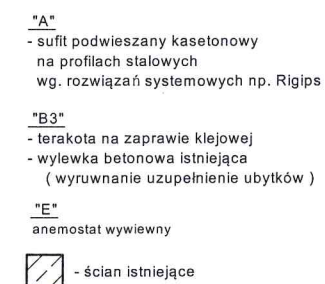 "A"
- sufit podwieszany kasetonowy
na profilach stalowych
wg. rozwiązań systemowych np. Rigips
"B3"
- terakota na zaprawie klejowej
- wylewka betonowa istniejąca
( wyruwnanie uzupełnienie ubytków )
"E"
anemostat wywiewny
- ścian istniejące